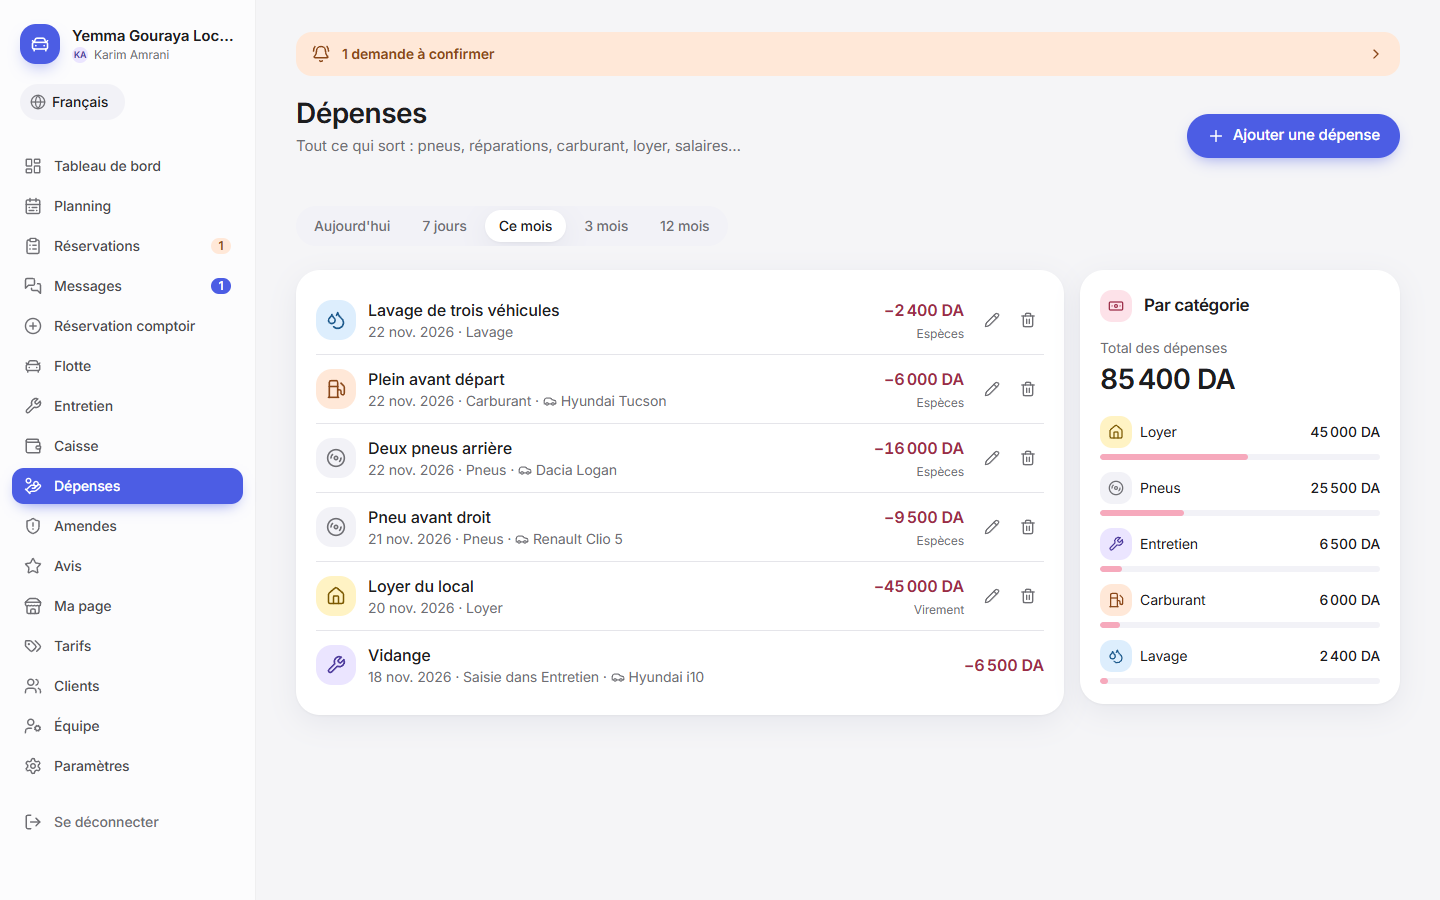 Yemma Gouraya Loc...
KA Karim Amrani
Français
Tableau de bord
Planning
Réservations 1
Messages 1
Réservation comptoir
Flotte
Entretien
Caisse
Dépenses
Amendes
Avis
Ma page
Tarifs
Clients
Équipe
Paramètres
Se déconnecter
1 demande à confirmer
Dépenses
Tout ce qui sort : pneus, réparations, carburant, loyer, salaires...
Ajouter une dépense
Aujourd'hui 7 jours Ce mois 3 mois 12 mois
Lavage de trois véhicules −2 400 DA
22 nov. 2026 · Lavage Espèces
Plein avant départ −6 000 DA
22 nov. 2026 · Carburant · Hyundai Tucson Espèces
Deux pneus arrière −16 000 DA
22 nov. 2026 · Pneus · Dacia Logan Espèces
Pneu avant droit −9 500 DA
21 nov. 2026 · Pneus · Renault Clio 5 Espèces
Loyer du local −45 000 DA
20 nov. 2026 · Loyer Virement
Vidange −6 500 DA
18 nov. 2026 · Saisie dans Entretien · Hyundai i10
Par catégorie
Total des dépenses
85 400 DA
Loyer 45 000 DA
Pneus 25 500 DA
Entretien 6 500 DA
Carburant 6 000 DA
Lavage 2 400 DA